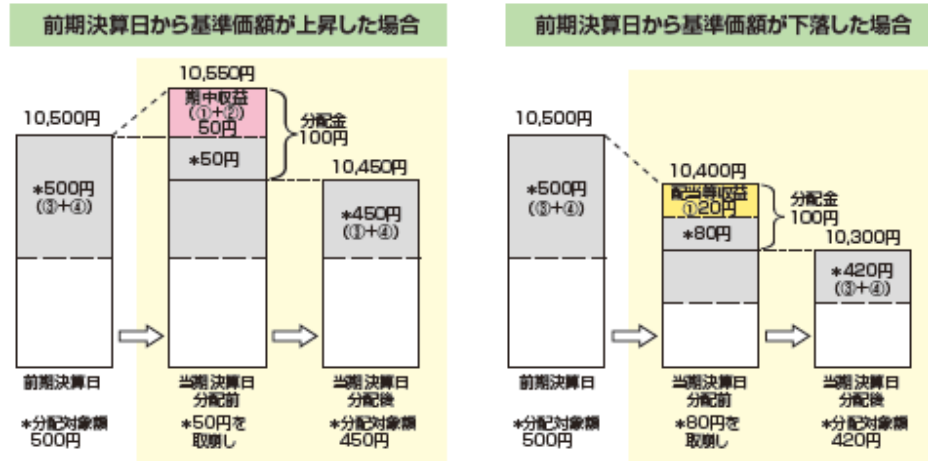 前期決算日から基準価額が上昇した場合
10,550円
10,500円
期中収益
(①+②)
50円
分配金
100円
*50円
10,450円
*500円
(③+④)
*450円
(③+④)
前期決算日
当期決算日
分配前
当期決算日
分配後
*分配対象額
500円
*50円を
取崩し
*分配対象額
450円
前期決算日から基準価額が下落した場合
10,500円
10,400円
配当等収益
①20円
分配金
100円
*80円
10,300円
*500円
(③+④)
*420円
(③+④)
前期決算日
当期決算日
分配前
当期決算日
分配後
*分配対象額
500円
*80円を
取崩し
*分配対象額
420円